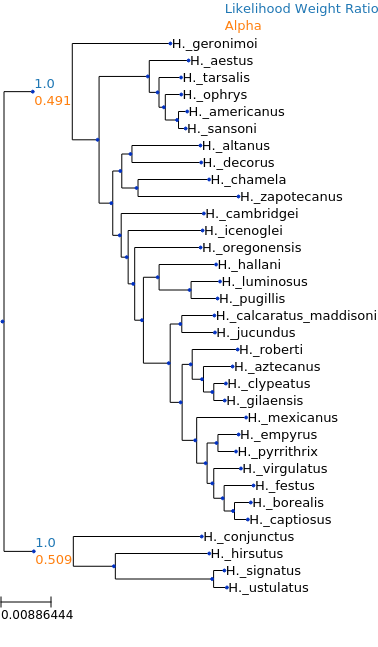 Likelihood Weight Ratio
Alpha
H._geronimoi
H._aestus
H._tarsalis
1.0
H._ophrys
0.491
H._americanus
H._sansoni
H._altanus
H._decorus
H._chamela
H._zapotecanus
H._cambridgei
H._icenoglei
H._oregonensis
H._hallani
H._luminosus
H._pugillis
H._calcaratus_maddisoni
H._jucundus
H._roberti
H._aztecanus
H._clypeatus
H._gilaensis
H._mexicanus
H._empyrus
H._pyrrithrix
H._virgulatus
H._festus
H._borealis
H._captiosus
H._conjunctus
1.0
H._hirsutus
0.509
H._signatus
H._ustulatus
0.00886444